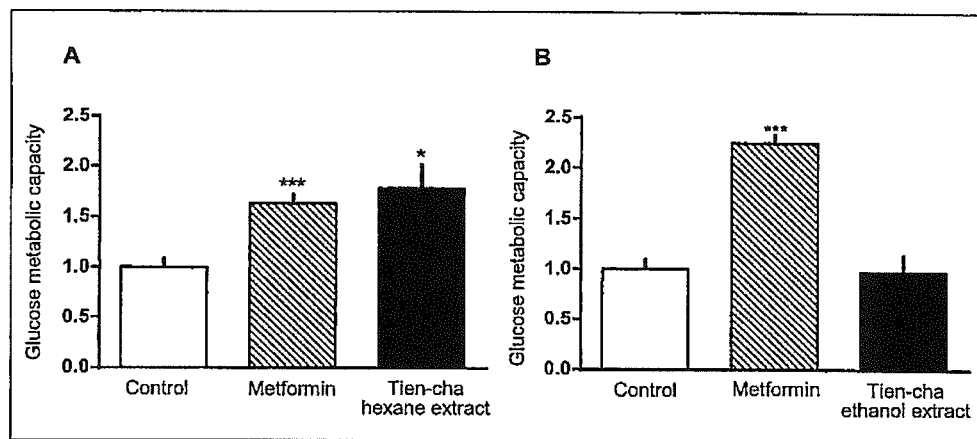 A
Glucose metabolic capacity
2.5
2.0
1.5
1.0
0.5
0.0
***
*
Control
Metformin
Tien-cha
hexane extract
B
Glucose metabolic capacity
2.5
2.0
1.5
1.0
0.5
0.0
***
Control
Metformin
Tien-cha
ethanol extract